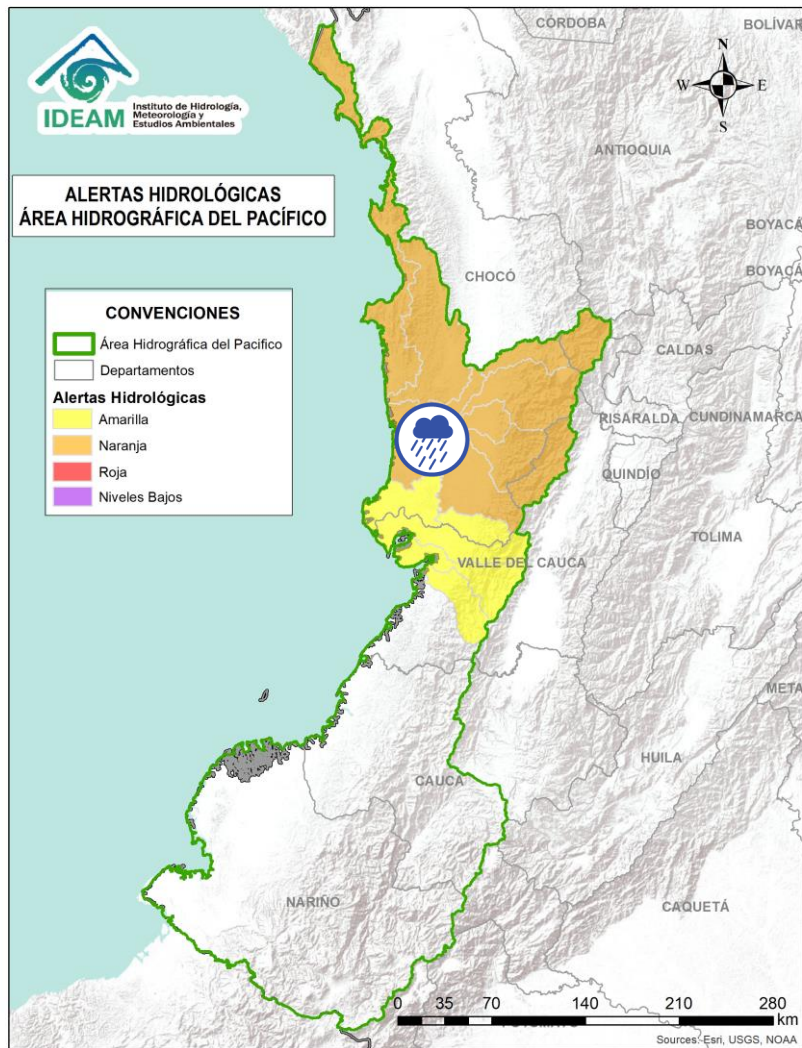 IDEAM
Instituto de Hidrología,
Meteorología y
Estudios Ambientales
ALERTAS HIDROLÓGICAS
ÁREA HIDROGRÁFICA DEL PACÍFICO
CONVENCIONES
Área Hidrográfica del Pacifico
Departamentos
Alertas Hidrológicas
Amarilla
Naranja
Roja
Niveles Bajos
N
W
E
S
CÓRDOBA
BOLÍVAR
ANTIOQUIA
BOYACÁ
BOYACÁ
CHOCÓ
CALDAS
RISARALDA
CUNDINAMARCA
QUINDÍO
TOLIMA
VALLE DEL CAUCA
META
HUILA
CAUCA
CAQUETÁ
NARIÑO
0 35 70 140 210 280
km
Sources: Esri, USGS, NOAA